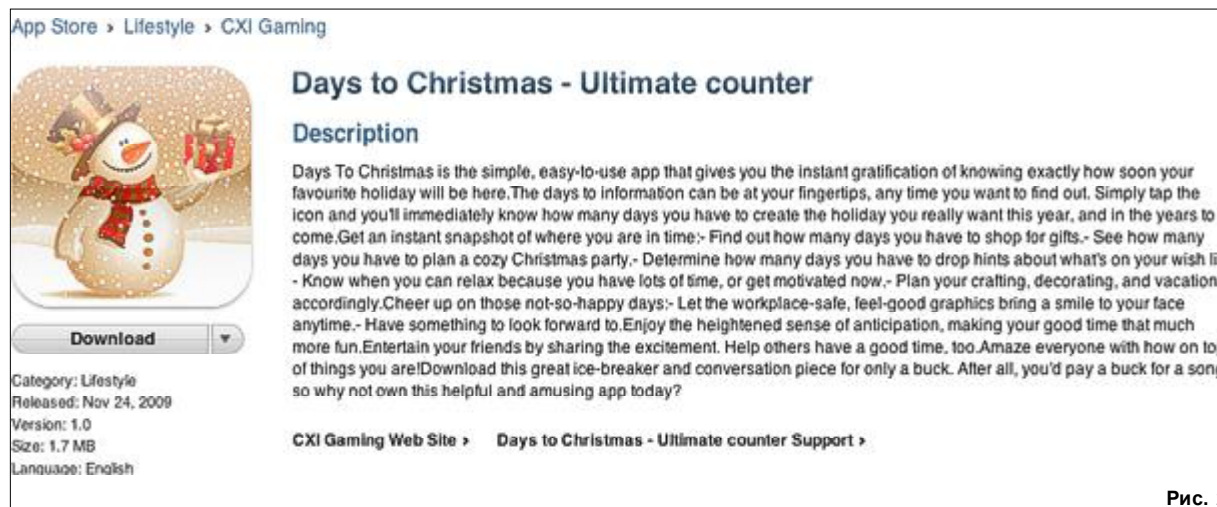 App Store › Lifestyle › CXI Gaming
Days to Christmas - Ultimate counter
Description
Days To Christmas is the simple, easy-to-use app that gives you the instant gratification of knowing exactly how soon your
favourite holiday will be here.The days to information can be at your fingertips, any time you want to find out. Simply tap the
icon and you'll immediately know how many days you have to create the holiday you really want this year, and in the years to
come.Get an instant snapshot of where you are in time:- Find out how many days you have to shop for gifts.- See how many
days you have to plan a cozy Christmas party.- Determine how many days you have to drop hints about what's on your wish li
- Know when you can relax because you have lots of time, or get motivated now.- Plan your crafting, decorating, and vacation
accordingly.Cheer up on those not-so-happy days:- Let the workplace-safe, feel-good graphics bring a smile to your face
anytime.- Have something to look forward to.Enjoy the heightened sense of anticipation, making your good time that much
more fun.Entertain your friends by sharing the excitement. Help others have a good time, too.Amaze everyone with how on to
of things you are!Download this great ice-breaker and conversation piece for only a buck. After all, you'd pay a buck for a song
so why not own this helpful and amusing app today?
CXI Gaming Web Site › Days to Christmas - Ultimate counter Support ›
Download
Category: Lifestyle
Released: Nov 24, 2009
Version: 1.0
Size: 1.7 MB
Language: English
Рис.